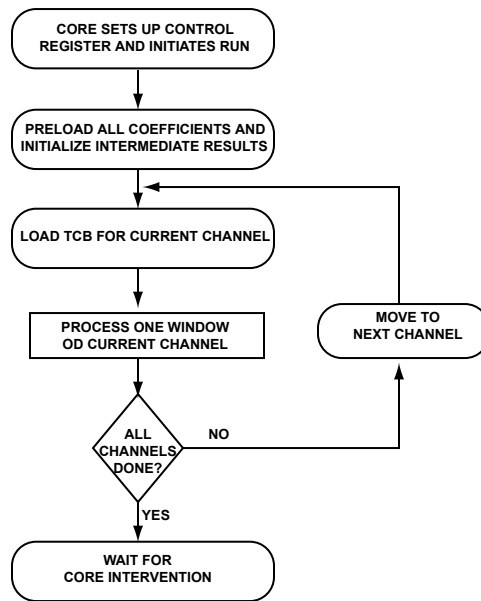 CORE SETS UP CONTROL
REGISTER AND INITIATES RUN
PRELOAD ALL COEFFICIENTS AND
INITIALIZE INTERMEDIATE RESULTS
LOAD TCB FOR CURRENT CHANNEL
PROCESS ONE WINDOW
OD CURRENT CHANNEL
MOVE TO
NEXT CHANNEL
ALL
CHANNELS
DONE?
NO
YES
WAIT FOR
CORE INTERVENTION